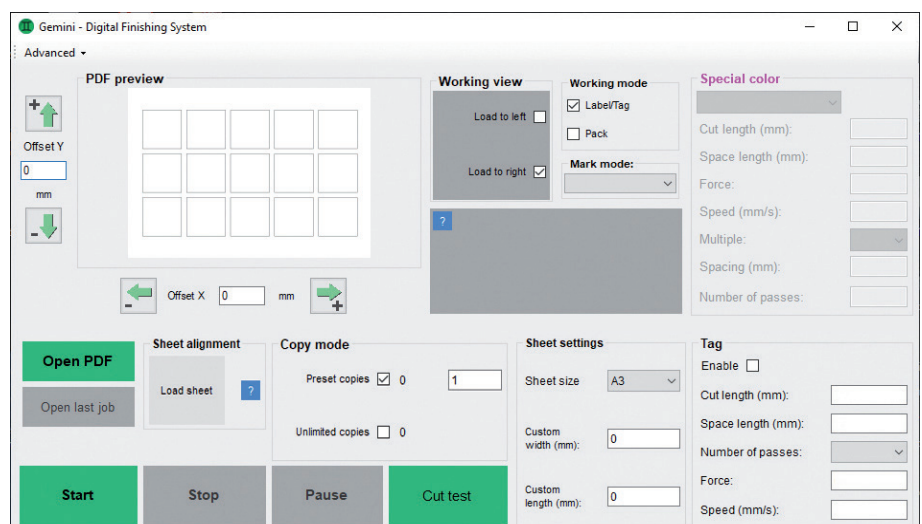 Gemini - Digital Finishing System
Advanced
PDF preview
+
Offset Y
0
mm
-
-
Offset X
0
mm
+
Working view
Load to left
Load to right
Working mode
Label/Tag
Pack
Mark mode:
?
Special color
Cut length (mm):
Space length (mm):
Force:
Speed (mm/s):
Multiple:
Spacing (mm):
Number of passes:
Open PDF
Open last job
Sheet alignment
Load sheet
?
Copy mode
Preset copies 0
1
Unlimited copies 0
Sheet settings
Sheet size
A3
Custom
width (mm):
0
Custom
length (mm):
0
Tag
Enable
Cut length (mm):
Space length (mm):
Number of passes:
Force:
Speed (mm/s):
Start
Stop
Pause
Cut test